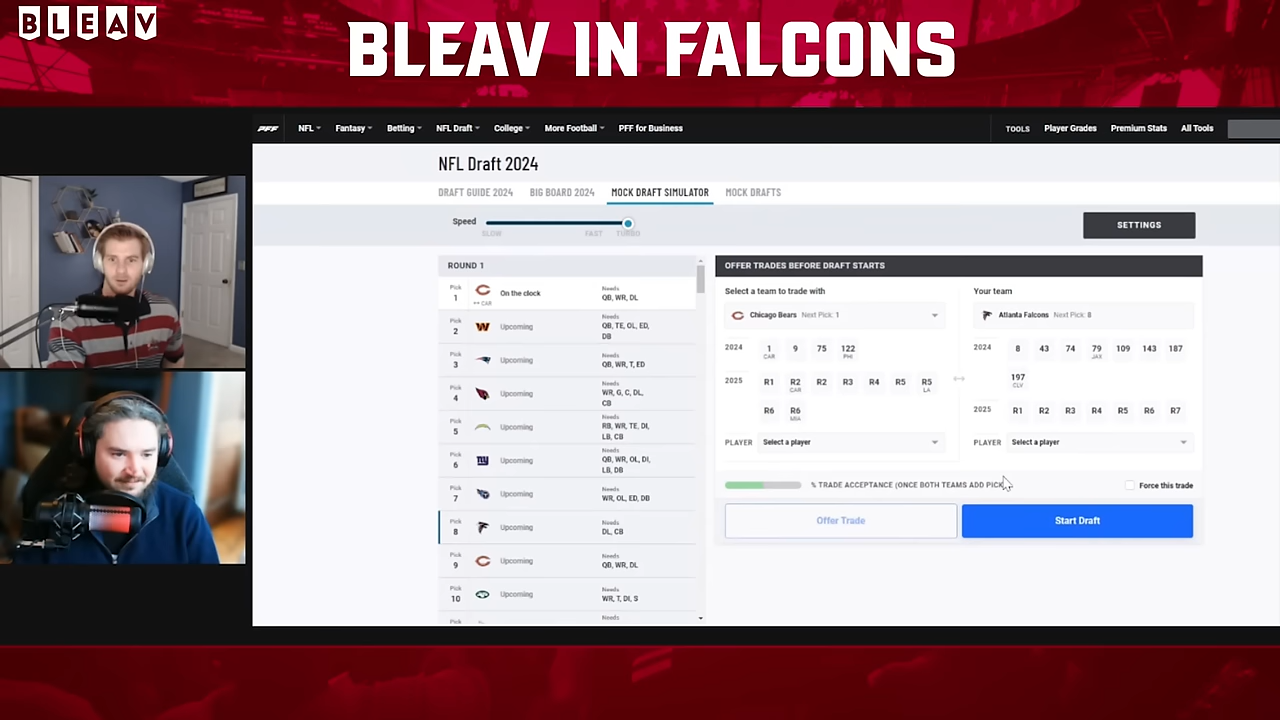 BLEAV
BLEAV IN FALCONS
PFF NFL Fantasy Betting NFL Draft College More Football PFF for Business TOOLS Player Grades Premium Stats All Tools
NFL Draft 2024
DRAFT GUIDE 2024 BIG BOARD 2024 MOCK DRAFT SIMULATOR MOCK DRAFTS
Speed
SLOW FAST TURBO
SETTINGS
ROUND 1
Pick 1 On the clock Needs
CAR QB, WR, DL
Pick 2 Upcoming Needs
QB, TE, OL, ED,
DB
Pick 3 Upcoming Needs
QB, WR, T, ED
Pick 4 Upcoming Needs
WR, G, C, DL,
CB
Pick 5 Upcoming Needs
RB, WR, TE, DI,
LB, CB
Pick 6 Upcoming Needs
QB, WR, OL, DI,
LB, DB
Pick 7 Upcoming Needs
WR, OL, ED, DB
Pick 8 Upcoming Needs
DL, CB
Pick 9 Upcoming Needs
QB, WR, DL
Pick 10 Upcoming Needs
WR, T, DI, S
Pick Needs
OFFER TRADES BEFORE DRAFT STARTS
Select a team to trade with
Chicago Bears Next Pick: 1
2024 1 9 75 122
CAR PHI
2025 R1 R2 R2 R3 R4 R5 R5
CAR LA
R6 R6
MIA
PLAYER Select a player
Your team
Atlanta Falcons Next Pick: 8
2024 8 43 74 79 109 143 187
JAX
197
CLV
2025 R1 R2 R3 R4 R5 R6 R7
PLAYER Select a player
% TRADE ACCEPTANCE (ONCE BOTH TEAMS ADD PICK
Force this trade
Offer Trade Start Draft